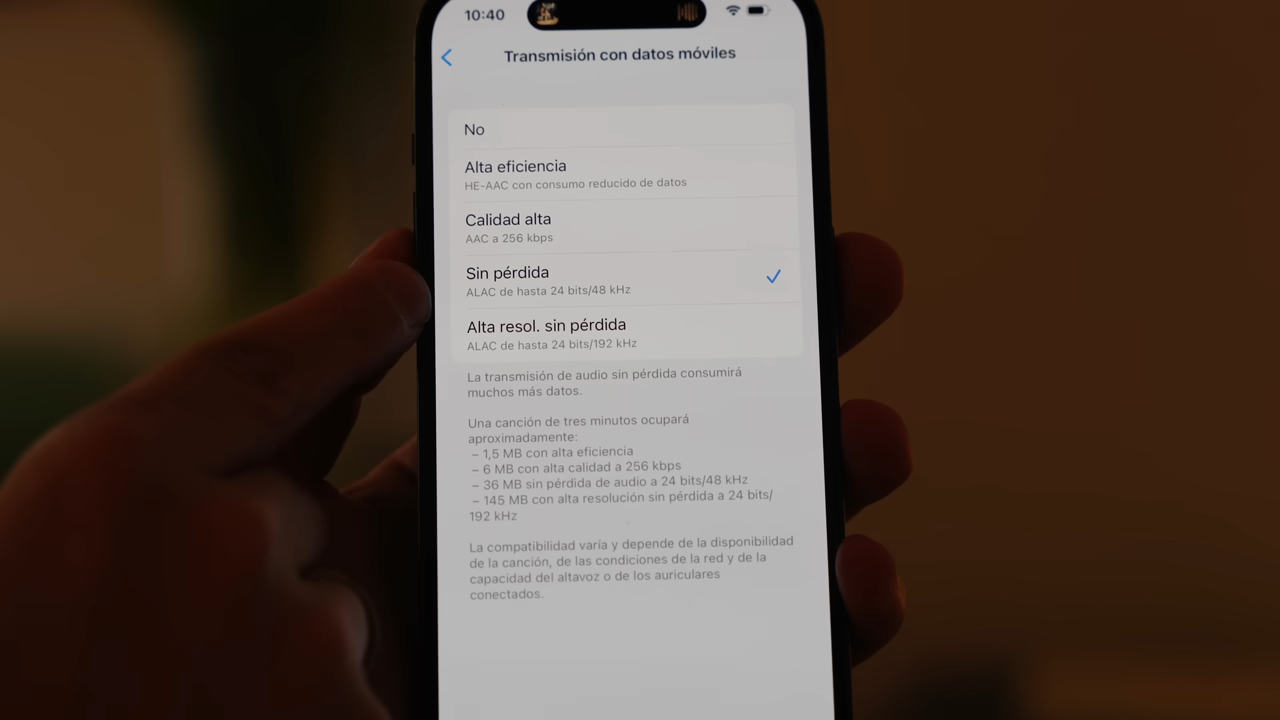 10:40
Transmisión con datos móviles
No
Alta eficiencia
HE-AAC con consumo reducido de datos
Calidad alta
AAC a 256 kbps
Sin pérdida
ALAC de hasta 24 bits/48 kHz
Alta resol. sin pérdida
ALAC de hasta 24 bits/192 kHz
La transmisión de audio sin pérdida consumirá
muchos más datos.
Una canción de tres minutos ocupará
aproximadamente:
– 1,5 MB con alta eficiencia
– 6 MB con alta calidad a 256 kbps
– 36 MB sin pérdida de audio a 24 bits/48 kHz
– 145 MB con alta resolución sin pérdida a 24 bits/
192 kHz
La compatibilidad varía y depende de la disponibilidad
de la canción, de las condiciones de la red y de la
capacidad del altavoz o de los auriculares
conectados.